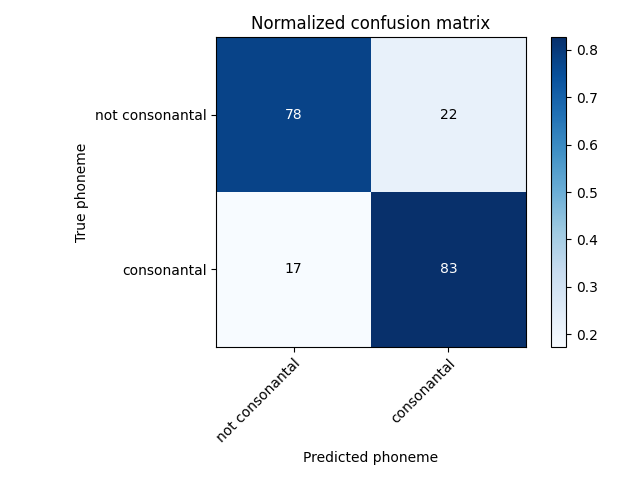 Normalized confusion matrix
True phoneme
not consonantal
78
22
consonantal
17
83
not consonantal
consonantal
Predicted phoneme
0.8
0.7
0.6
0.5
0.4
0.3
0.2